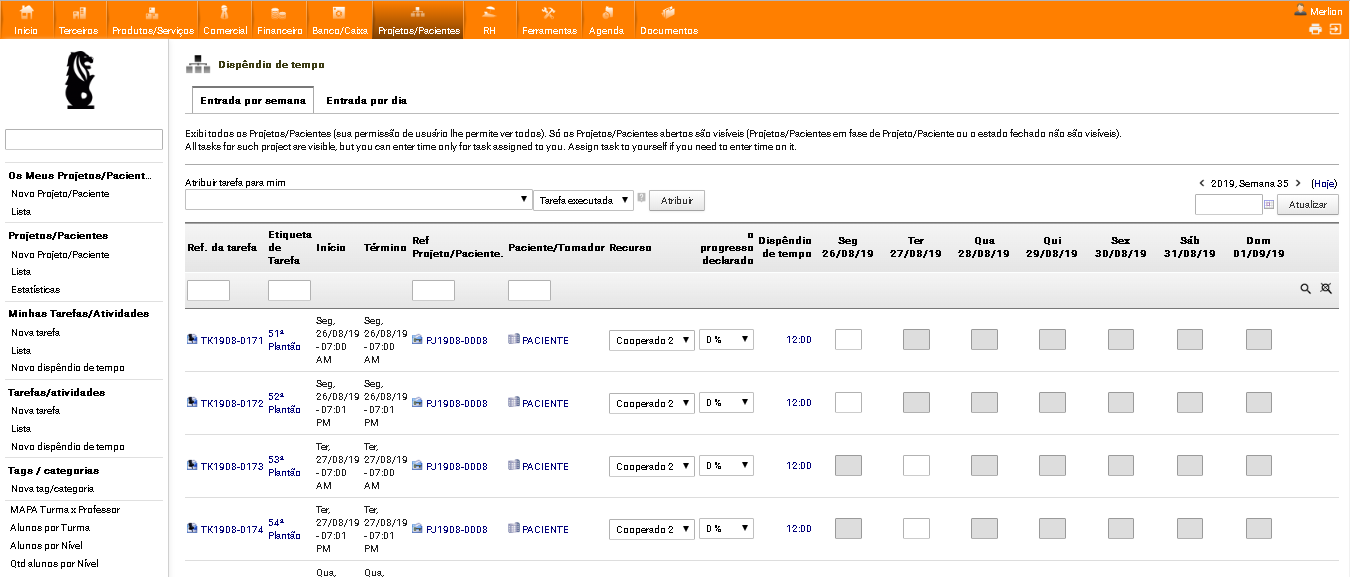 Início Terceiros Produtos/Serviços Comercial Financeiro Banco/Caixa Projetos/Pacientes RH Ferramentas Agenda Documentos
Merlion
Dispêndio de tempo
Entrada por semana Entrada por dia
Exibi todos os Projetos/Pacientes (sua permissão de usuário lhe permite ver todos). Só os Projetos/Pacientes abertos são visíveis (Projetos/Pacientes em fase de Projeto/Paciente ou o estado fechado não são visíveis).
All tasks for such project are visible, but you can enter time only for task assigned to you. Assign task to yourself if you need to enter time on it.
Os Meus Projetos/Pacient...
Novo Projeto/Paciente
Lista
Projetos/Pacientes
Novo Projeto/Paciente
Lista
Estatísticas
Minhas Tarefas/Atividades
Nova tarefa
Lista
Novo dispêndio de tempo
Tarefas/atividades
Nova tarefa
Lista
Novo dispêndio de tempo
Tags / categorias
Nova tag/categoria
MAPA Turma x Professor
Alunos por Turma
Alunos por Nível
Qtd alunos por Nível
Atribuir tarefa para mim
Tarefa executada ? Atribuir
< 2019, Semana 35 > (Hoje)
Atualizar
Ref. da tarefa
Etiqueta
de
Tarefa
Início
Término
Ref
Projeto/Paciente.
Paciente/Tomador
Recurso
o
progresso
declarado
Dispêndio
de tempo
Seg
26/08/19
Ter
27/08/19
Qua
28/08/19
Qui
29/08/19
Sex
30/08/19
Sáb
31/08/19
Dom
01/09/19
TK1908-0171
51ª
Plantão
Seg,
26/08/19
- 07:00
AM
Seg,
26/08/19
- 07:00
AM
PJ1908-0008
PACIENTE
Cooperado 2
0 %
12:00
TK1908-0172
52ª
Plantão
Seg,
26/08/19
- 07:01
PM
Seg,
26/08/19
- 07:01
PM
PJ1908-0008
PACIENTE
Cooperado 2
0 %
12:00
TK1908-0173
53ª
Plantão
Ter,
27/08/19
- 07:00
AM
Ter,
27/08/19
- 07:00
AM
PJ1908-0008
PACIENTE
Cooperado 2
0 %
12:00
TK1908-0174
54ª
Plantão
Ter,
27/08/19
- 07:01
PM
Ter,
27/08/19
- 07:01
PM
PJ1908-0008
PACIENTE
Cooperado 2
0 %
12:00
Qua, Qua,